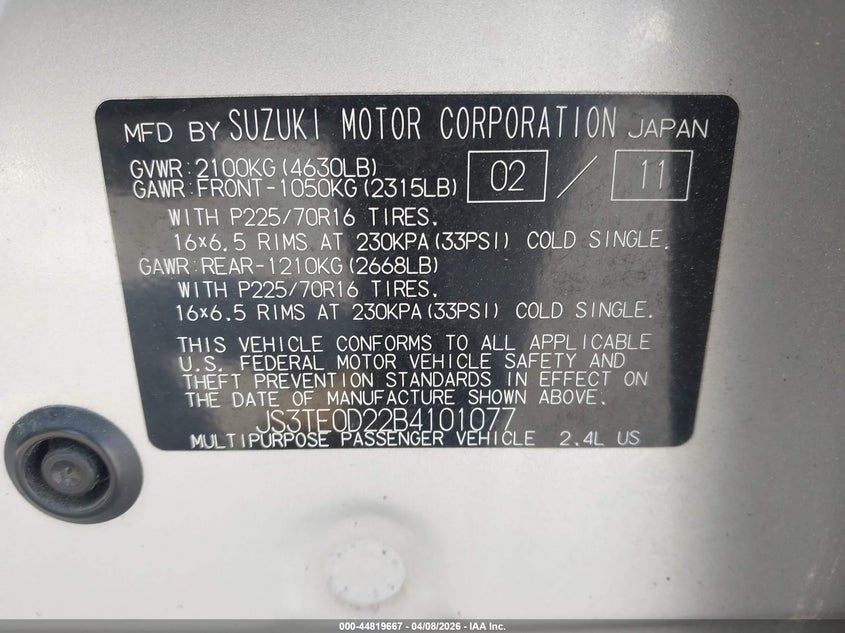 MFD BY SUZUKI MOTOR CORPORATION JAPAN
GVWR:2100KG(4630LB)
GAWR:FRONT-1050KG(2315LB) 02 / 11
WITH P225/70R16 TIRES.
16×6.5 RIMS AT 230KPA(33PSI) COLD SINGLE.
GAWR:REAR-1210KG(2668LB)
WITH P225/70R16 TIRES.
16×6.5 RIMS AT 230KPA(33PSI) COLD SINGLE.
THIS VEHICLE CONFORMS TO ALL APPLICABLE
U.S. FEDERAL MOTOR VEHICLE SAFETY AND
THEFT PREVENTION STANDARDS IN EFFECT ON
THE DATE OF MANUFACTURE SHOWN ABOVE.
JS3TE0D22B4101077
MULTIPURPOSE PASSENGER VEHICLE 2.4L US
000-44819667 - 04/08/2026 - IAA Inc.